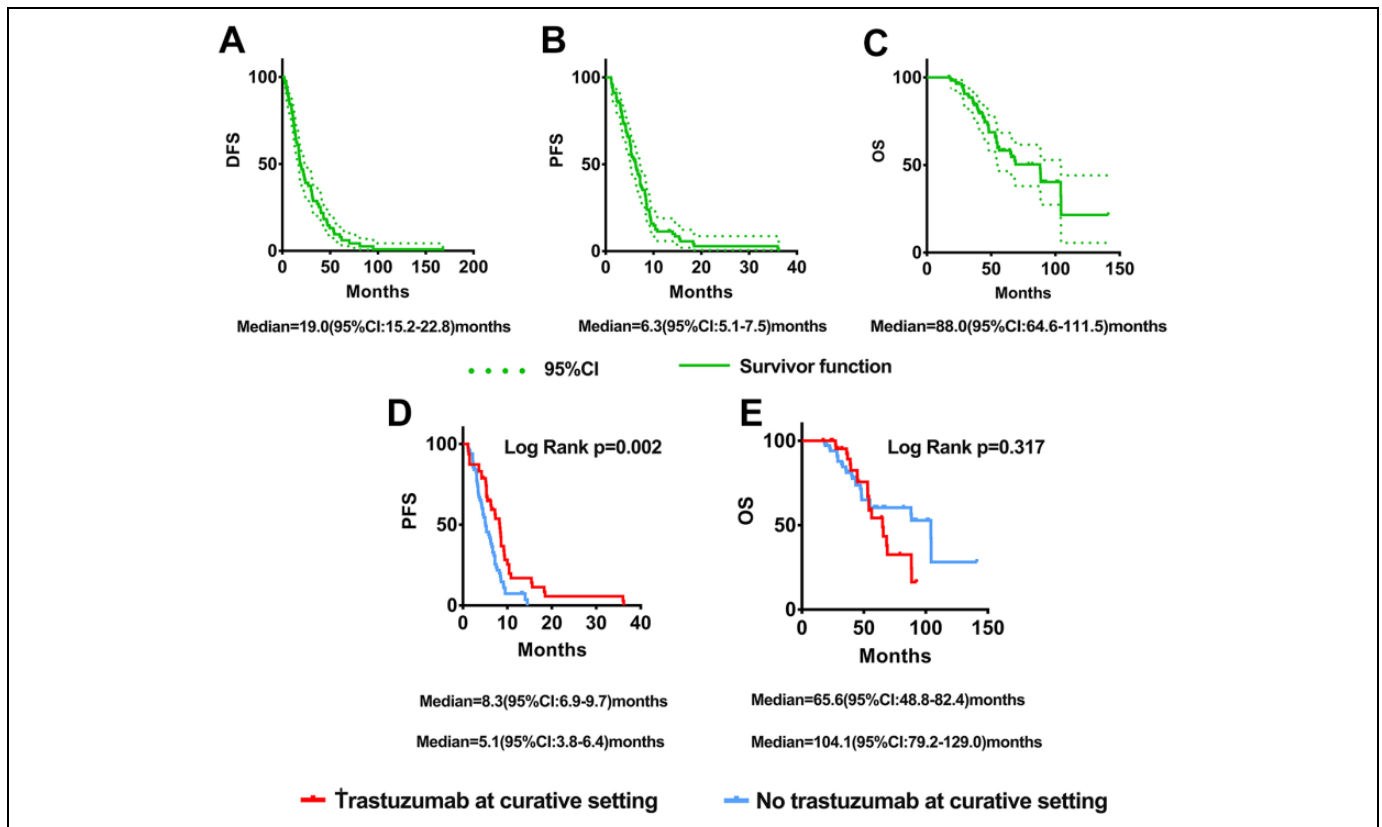 A
B
C
100
50
0
DFS
0 50 100 150 200
Months
Median=19.0(95%CI:15.2-22.8)months
100
50
0
PFS
0 10 20 30 40
Months
Median=6.3(95%CI:5.1-7.5)months
100
50
0
OS
0 50 100 150
Months
Median=88.0(95%CI:64.6-111.5)months
95%CI
Survivor function
D
E
Log Rank p=0.002
100
50
0
PFS
0 10 20 30 40
Months
Median=8.3(95%CI:6.9-9.7)months
Median=5.1(95%CI:3.8-6.4)months
Log Rank p=0.317
100
50
0
OS
0 50 100 150
Months
Median=65.6(95%CI:48.8-82.4)months
Median=104.1(95%CI:79.2-129.0)months
Trastuzumab at curative setting
No trastuzumab at curative setting